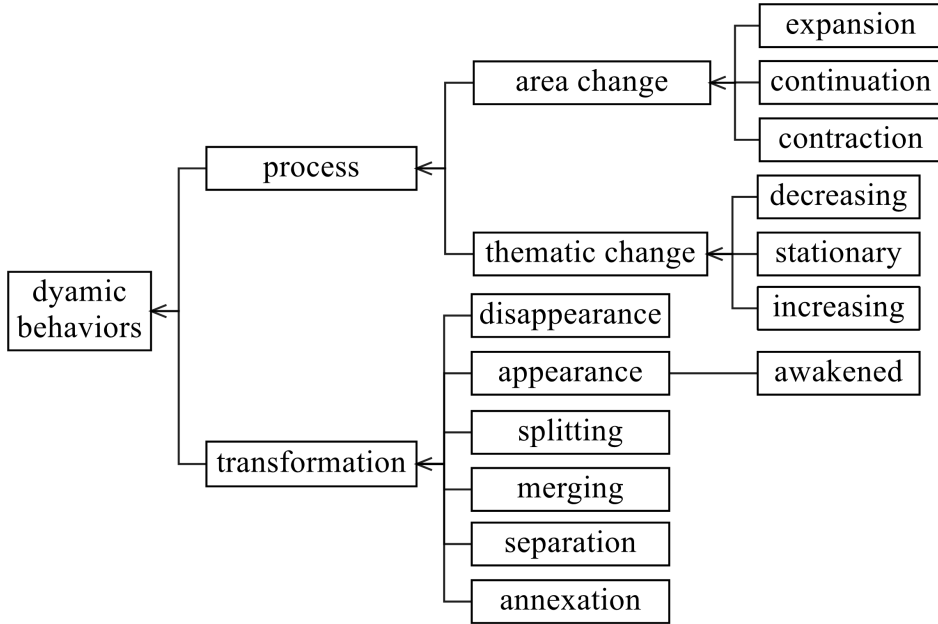 expansion
area change
continuation
contraction
process
decreasing
thematic change
stationary
increasing
dyamic
behaviors
disappearance
appearance
awakened
splitting
transformation
merging
separation
annexation